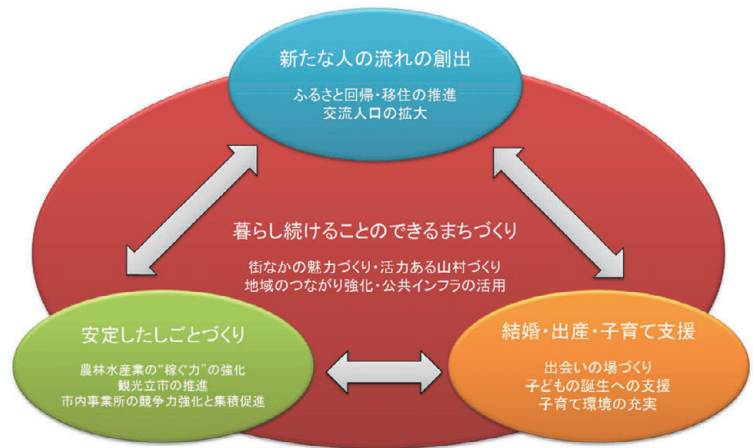 新たな人の流れの創出
ふるさと回帰・移住の推進
交流人口の拡大
暮らし続けることのできるまちづくり
街なかの魅力づくり・活力ある山村づくり
地域のつながり強化・公共インフラの活用
安定したしごとづくり
農林水産業の“稼ぐ力”の強化
観光立市の推進
市内事業所の競争力強化と集積促進
結婚・出産・子育て支援
出会いの場づくり
子どもの誕生への支援
子育て環境の充実